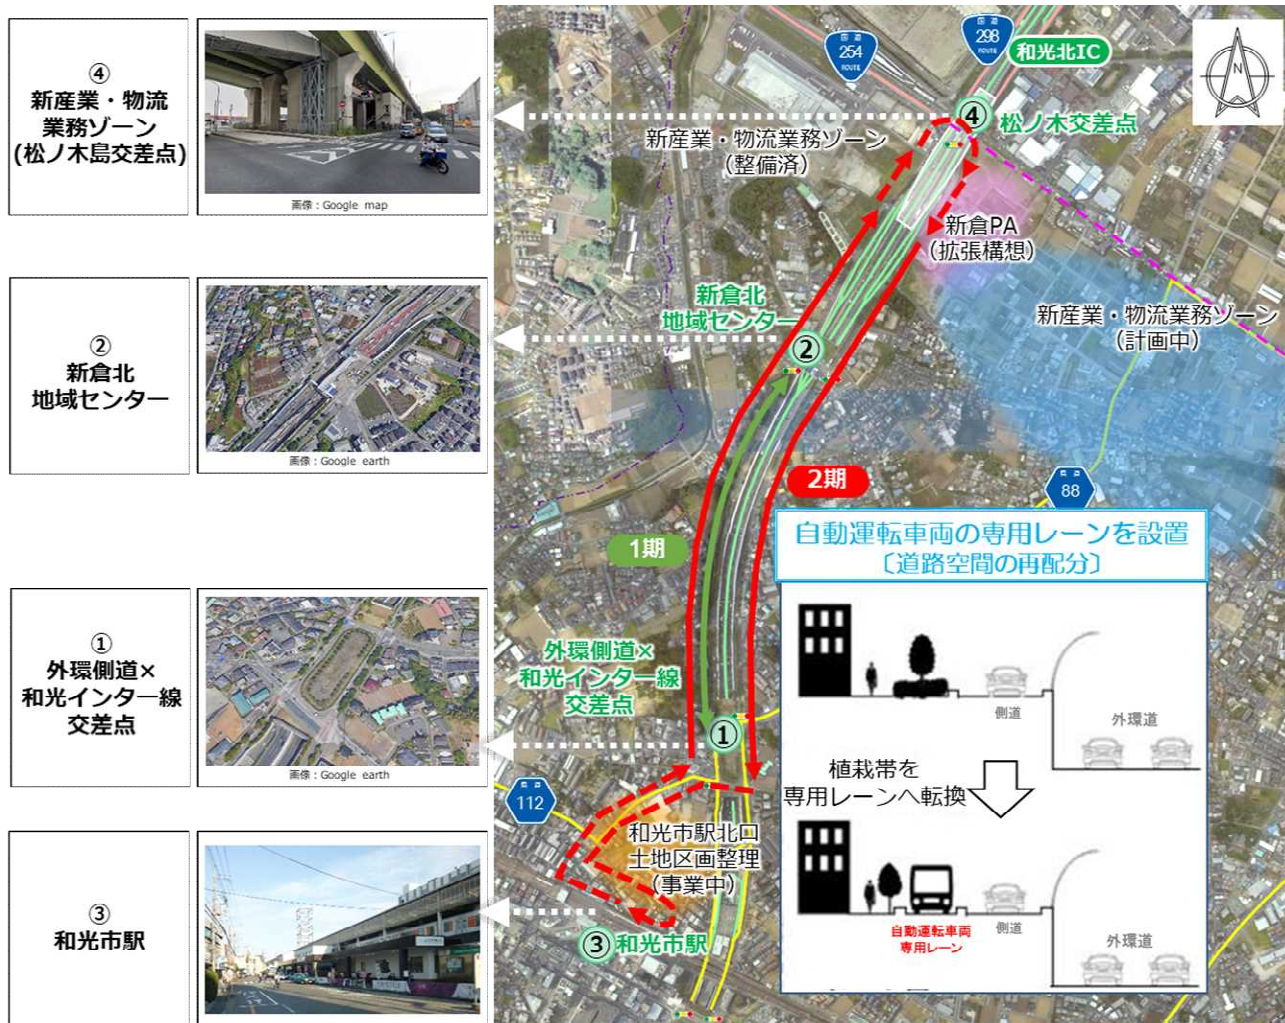 ④
新産業・物流
業務ゾーン
(松ノ木島交差点)
画像：Google map
②
新倉北
地域センター
画像：Google earth
①
外環側道×
和光インター線
交差点
画像：Google earth
③
和光市駅
国道
254
ROUTE
国道
298
ROUTE
和光北IC
N
④
松ノ木交差点
新産業・物流業務ゾーン
（整備済）
新倉PA
（拡張構想）
新倉北
地域センター
②
新産業・物流業務ゾーン
（計画中）
2期
県道
88
1期
外環側道×
和光インター線
交差点
①
県道
112
和光市駅北口
土地区画整理
（事業中）
③和光市駅
自動運転車両の専用レーンを設置
〔道路空間の再配分〕
側道
外環道
植栽帯を
専用レーンへ転換
自動運転車両
専用レーン
側道
外環道